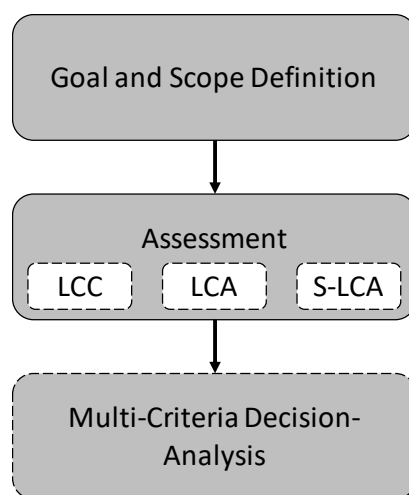 Goal and Scope Definition
Assessment
LCC LCA S-LCA
Multi-Criteria Decision-
Analysis